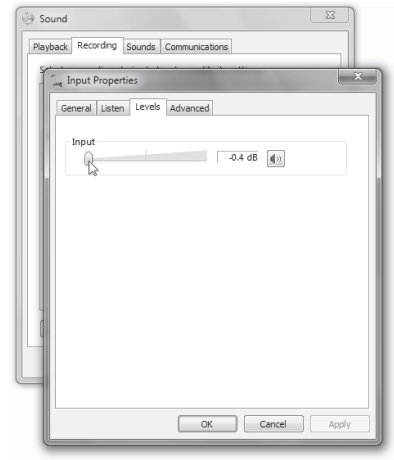 Sound
Playback Recording Sounds Communications
Input Properties
General Listen Levels Advanced
Input
-0.4 dB
OK Cancel Apply